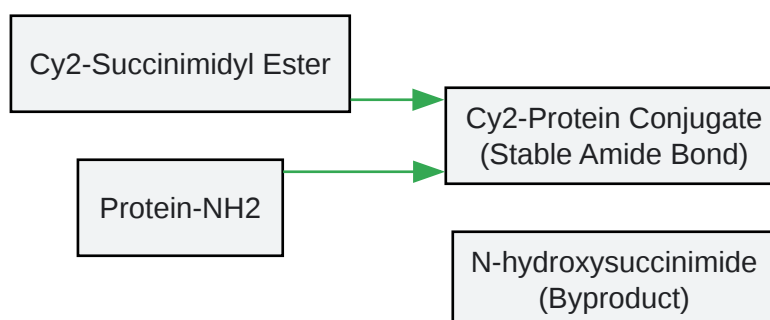 Cy2-Succinimidyl Ester
Cy2-Protein Conjugate
(Stable Amide Bond)
Protein-NH2
N-hydroxysuccinimide
(Byproduct)